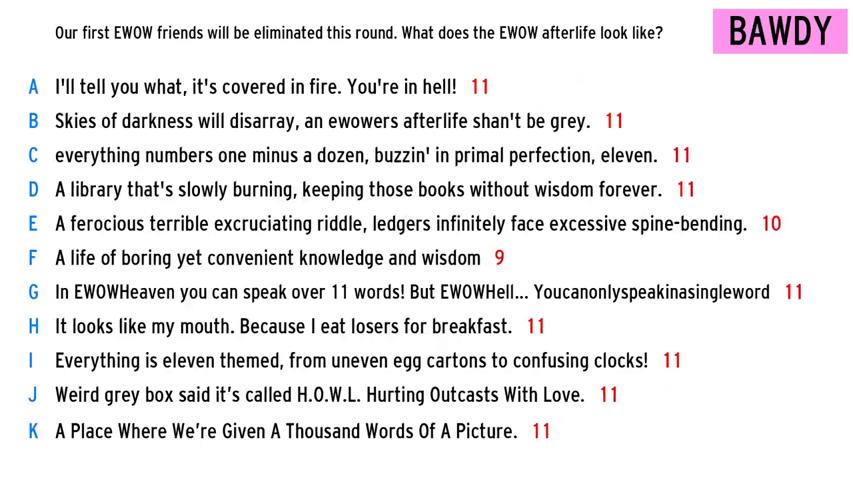 Our first EWOW friends will be eliminated this round. What does the EWOW afterlife look like?
BAWDY
A I'll tell you what, it's covered in fire. You're in hell! 11
B Skies of darkness will disarray, an ewowers afterlife shan't be grey. 11
C everything numbers one minus a dozen, buzzin' in primal perfection, eleven. 11
D A library that's slowly burning, keeping those books without wisdom forever. 11
E A ferocious terrible excruciating riddle, ledgers infinitely face excessive spine-bending. 10
F A life of boring yet convenient knowledge and wisdom 9
G In EWOWHeaven you can speak over 11 words! But EWOWHell... Youcanonlyspeakinasingleword 11
H It looks like my mouth. Because I eat losers for breakfast. 11
I Everything is eleven themed, from uneven egg cartons to confusing clocks! 11
J Weird grey box said it’s called H.O.W.L. Hurting Outcasts With Love. 11
K A Place Where We’re Given A Thousand Words Of A Picture. 11